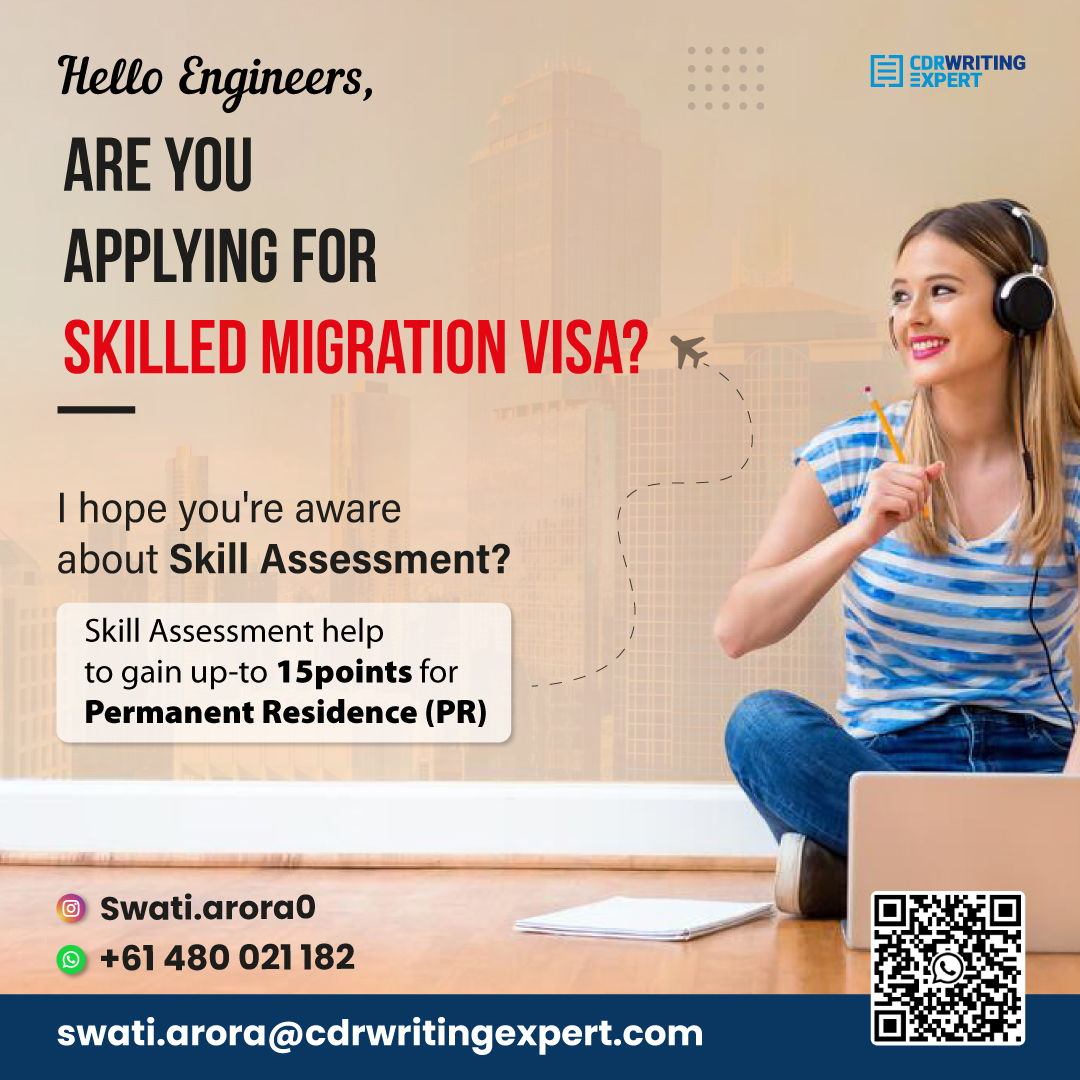 Hello Engineers,
CDRWRITING
EXPERT
ARE YOU
APPLYING FOR
SKILLED MIGRATION VISA?
I hope you're aware
about Skill Assessment?
Skill Assessment help
to gain up-to 15points for
Permanent Residence (PR)
Swati.arora0
+61 480 021 182
swati.arora@cdrwritingexpert.com